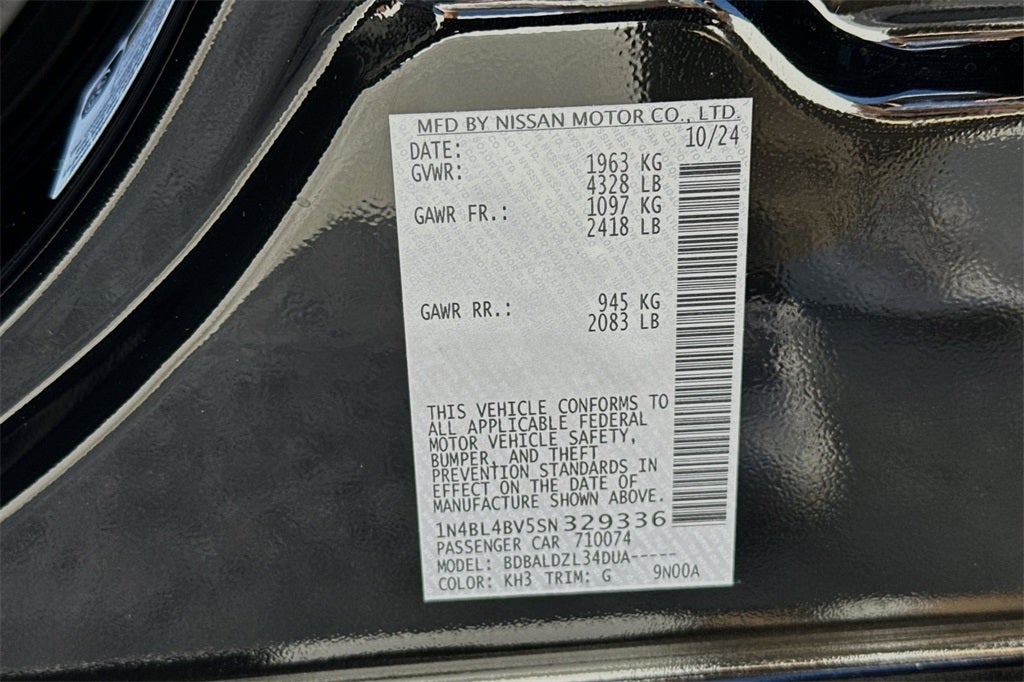 MFD BY NISSAN MOTOR CO., LTD.
DATE: 10/24
GVWR: 1963 KG
4328 LB
GAWR FR.: 1097 KG
2418 LB
GAWR RR.: 945 KG
2083 LB
THIS VEHICLE CONFORMS TO
ALL APPLICABLE FEDERAL
MOTOR VEHICLE SAFETY,
BUMPER, AND THEFT
PREVENTION STANDARDS IN
EFFECT ON THE DATE OF
MANUFACTURE SHOWN ABOVE.
1N4BL4BV5SN329336
PASSENGER CAR 710074
MODEL: BDBALDZL34DUA-----
COLOR: KH3 TRIM: G 9N00A